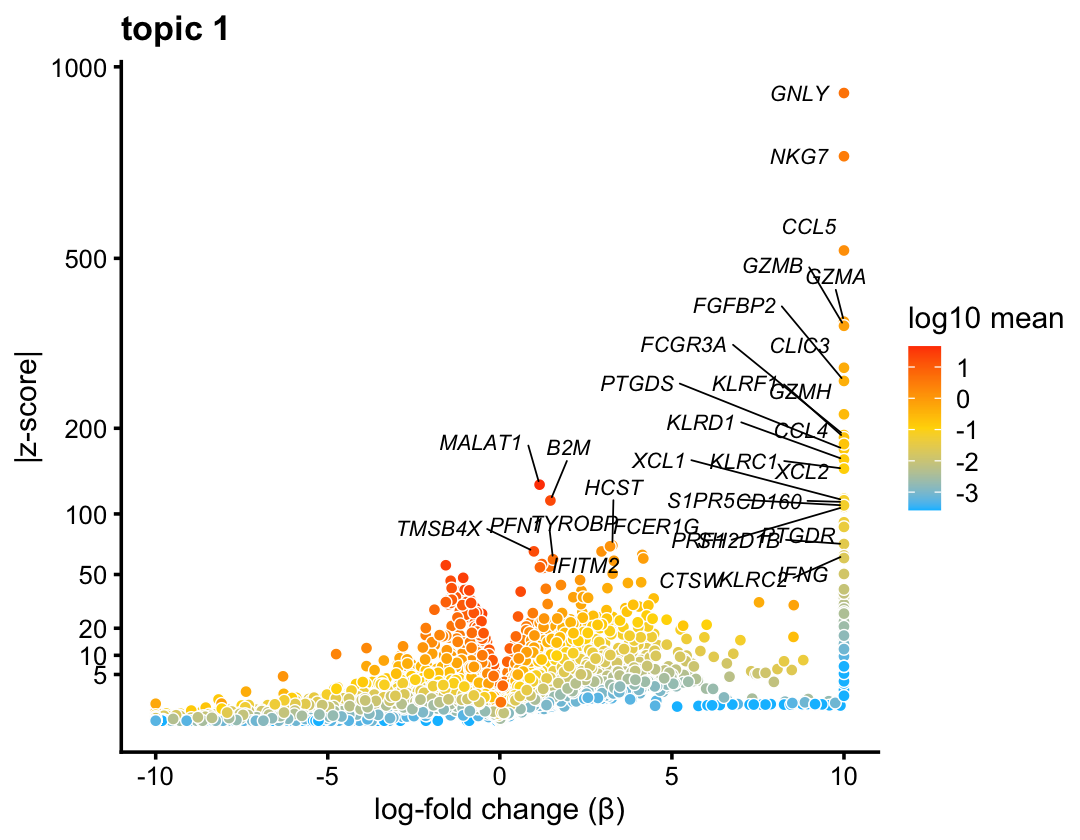 topic 1
1000
500
200
100
50
20
10
5
|z-score|
GNLY
NKG7
CCL5
GZMB
GZMA
FGFBP2
FCGR3A
CLIC3
PTGDS
KLRF1
GZMH
KLRD1
CCL4
MALAT1
B2M
XCL1
KLRC1
XCL2
HCST
S1PR5
CD160
TMSB4X
PFN1
TYROBP
FCER1G
PRF1
SH2D1B
PTGDR
IFITM2
CTSW
KLRC2
IFNG
-10
-5
0
5
10
log-fold change (β)
log10 mean
1
0
-1
-2
-3